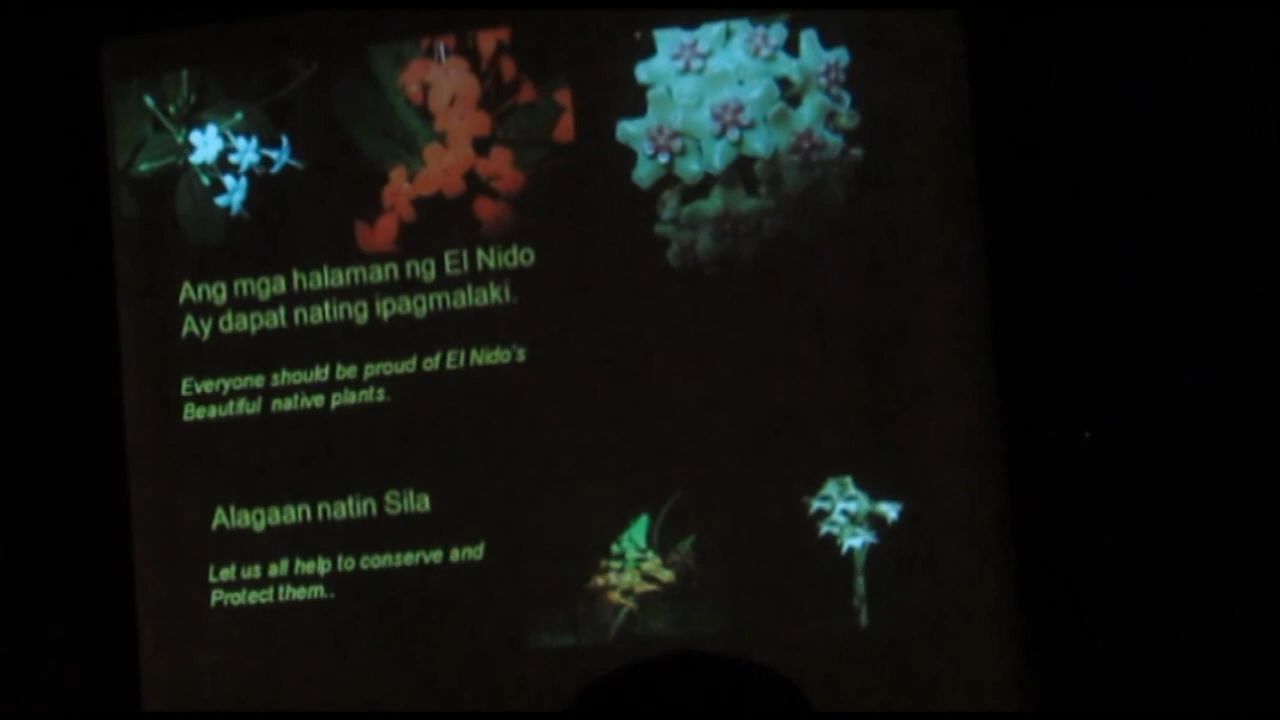 Ang mga halaman ng El Nido
Ay dapat nating ipagmalaki.
Everyone should be proud of El Nido's
Beautiful native plants.
Alagaan natin Sila
Let us all help to conserve and
Protect them..